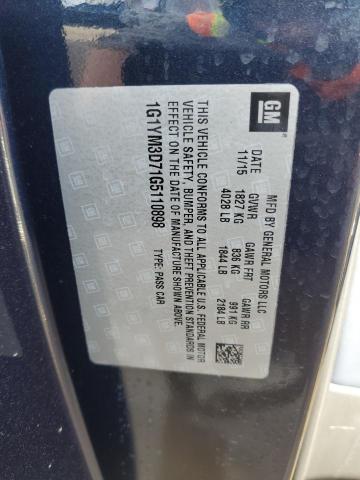 GM
MFD BY GENERAL MOTORS LLC
DATE GVWR GAWR FRT GAWR RR
11/15 1827 KG 836 KG 991 KG
4028 LB 1844 LB 2184 LB
THIS VEHICLE CONFORMS TO ALL APPLICABLE U.S. FEDERAL MOTOR
VEHICLE SAFETY, BUMPER, AND THEFT PREVENTION STANDARDS IN
EFFECT ON THE DATE OF MANUFACTURE SHOWN ABOVE.
1G1YM3D71G5110898 TYPE: PASS CAR